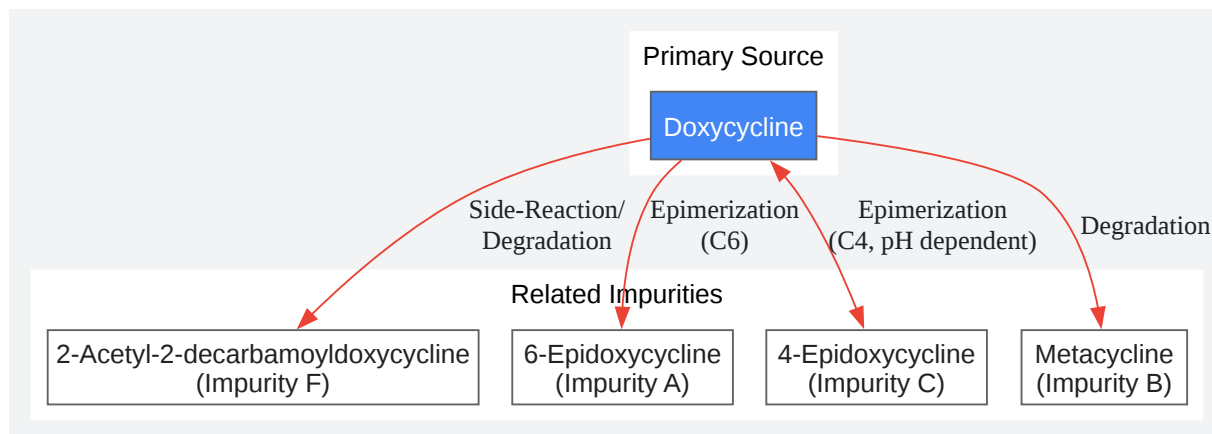 Primary Source
Doxycycline
Side-Reaction/
Degradation
Epimerization
(C6)
Epimerization
(C4, pH dependent)
Degradation
Related Impurities
2-Acetyl-2-decarbamoyldoxycycline
(Impurity F)
6-Epidoxycycline
(Impurity A)
4-Epidoxycycline
(Impurity C)
Metacycline
(Impurity B)